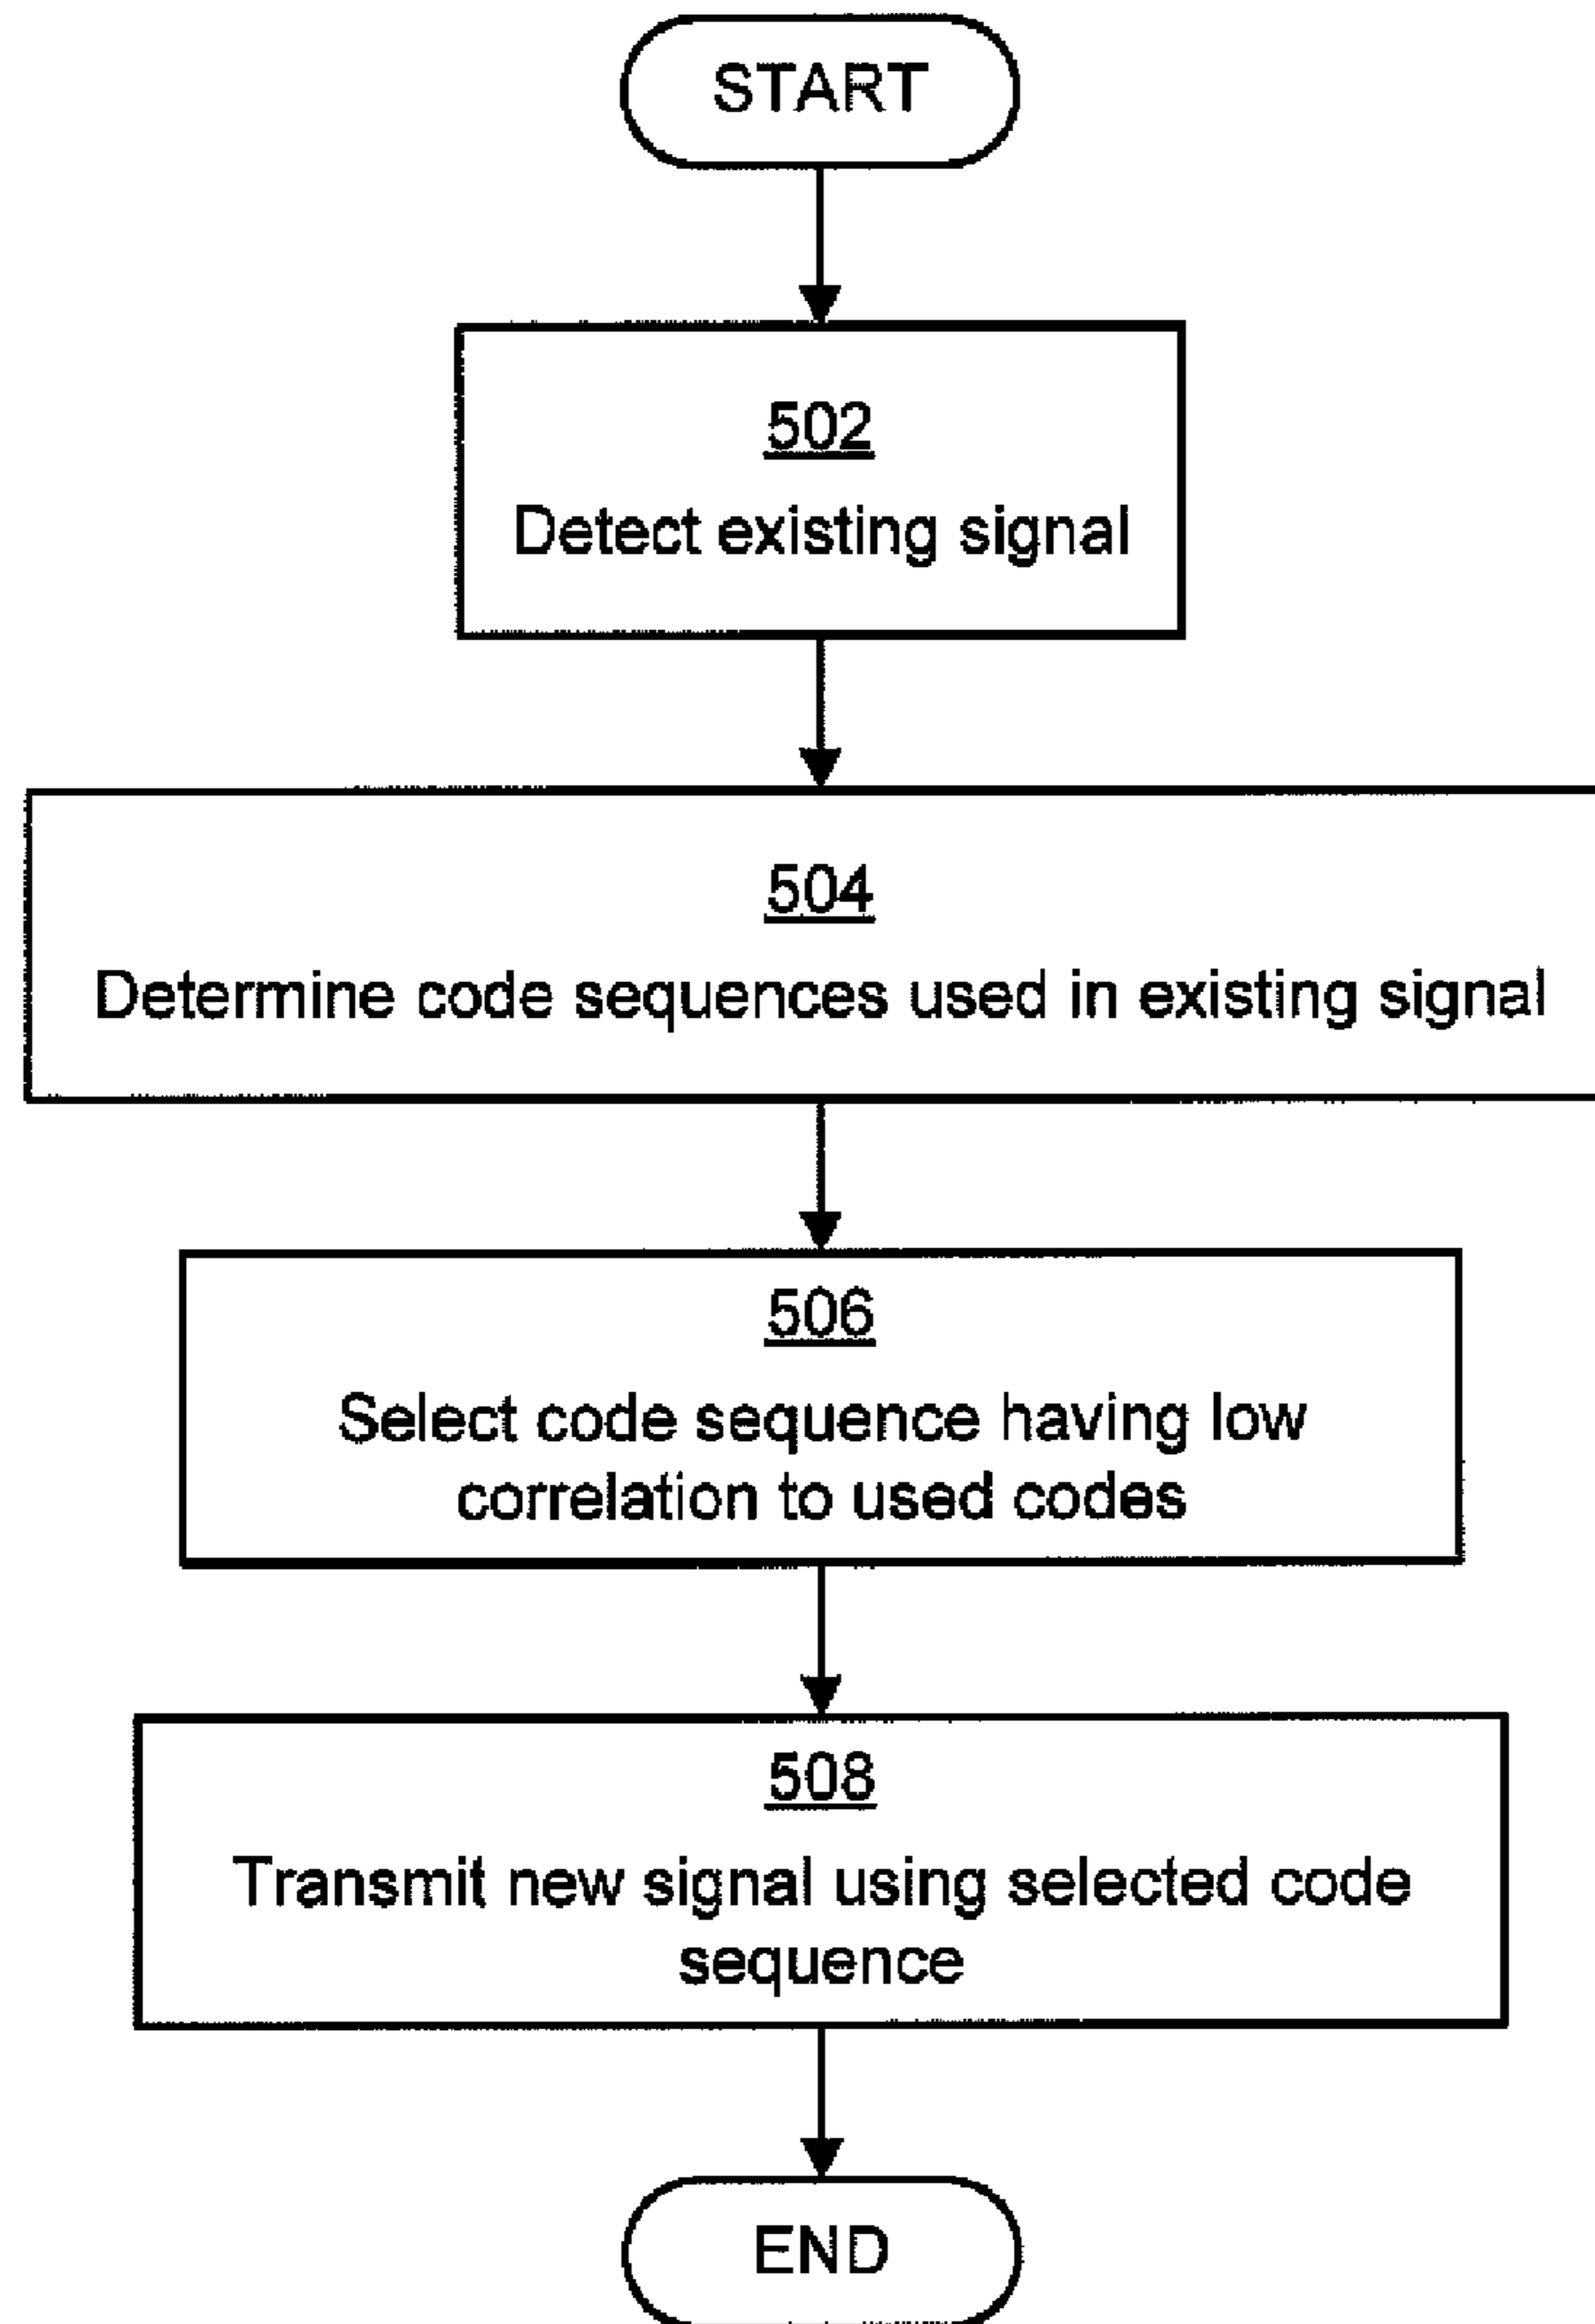 START
502
Detect existing signal
504
Determine code sequences used in existing signal
506
Select code sequence having low
correlation to used codes
508
Transmit new signal using selected code
sequence
END